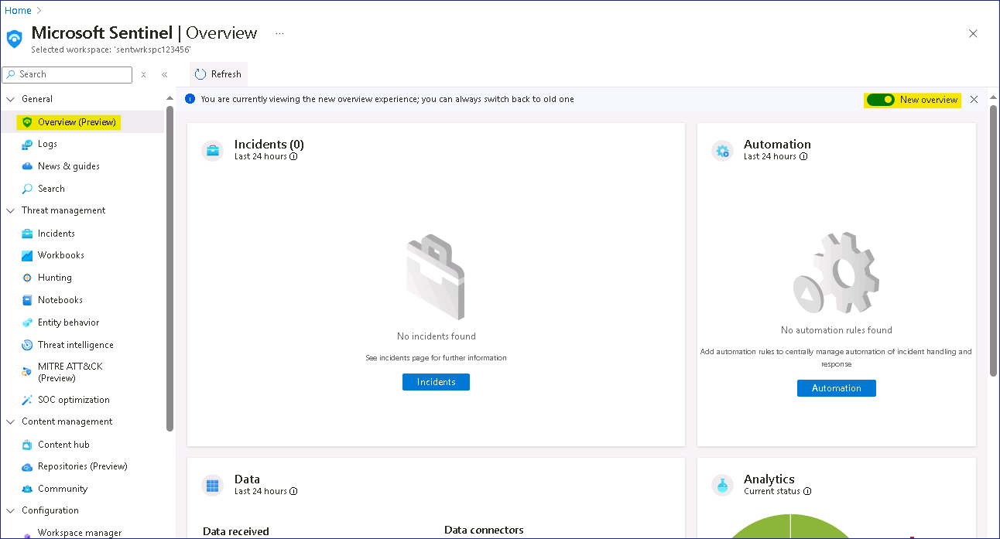 Home
Microsoft Sentinel | Overview ...
Selected workspace: 'sentwrkspc123456'
Search
Refresh
General
Overview (Preview)
Logs
News & guides
Search
Threat management
Incidents
Workbooks
Hunting
Notebooks
Entity behavior
Threat intelligence
MITRE ATT&CK
(Preview)
SOC optimization
Content management
Content hub
Repositories (Preview)
Community
Configuration
Workspace manager
You are currently viewing the new overview experience; you can always switch back to old one
New overview
Incidents (0)
Last 24 hours
No incidents found
See incidents page for further information
Incidents
Automation
Last 24 hours
No automation rules found
Add automation rules to centrally manage automation of incident handling and
response
Automation
Data
Last 24 hours
Data received
Data connectors
Analytics
Current status